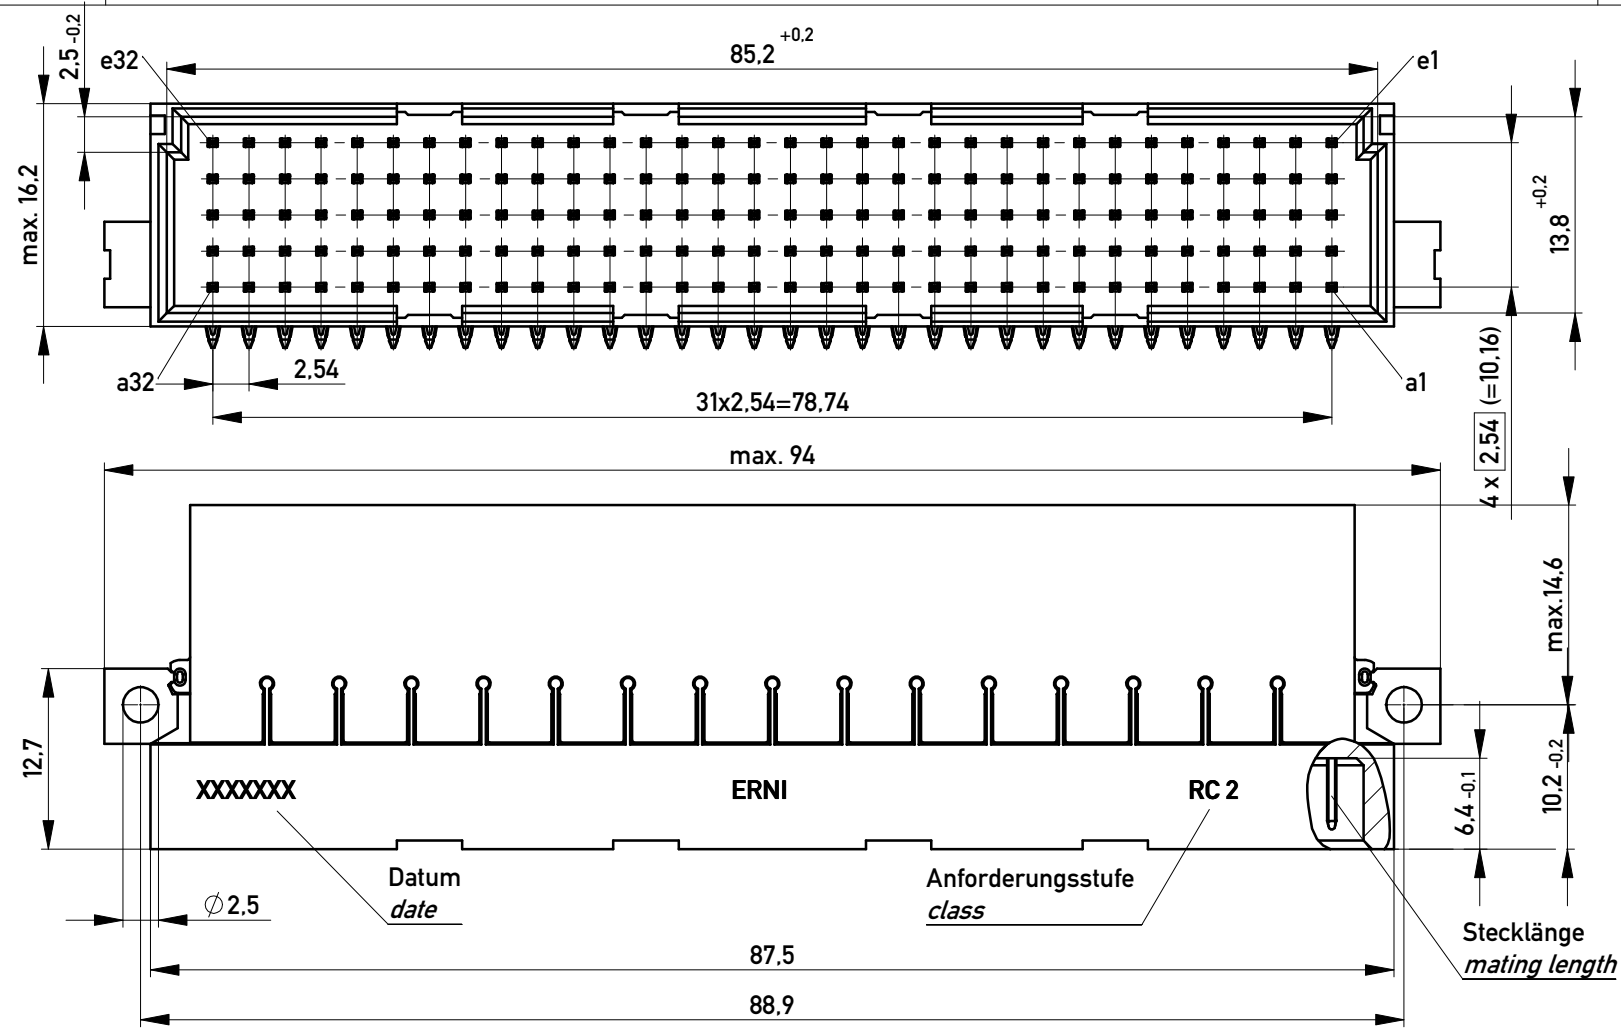 85,2 +0,2
2,5 -0,2
e32
e1
max. 16,2
13,8 +0,2
a32
2,54
a1
31x2,54=78,74
4 x 2,54 (=10,16)
max. 94
max.14,6
12,7
XXXXXXX
ERNI
RC 2
6,4 -0,1
10,2 -0,2
Datum
date
Anforderungsstufe
class
∅ 2,5
Stecklänge
mating length
87,5
88,9